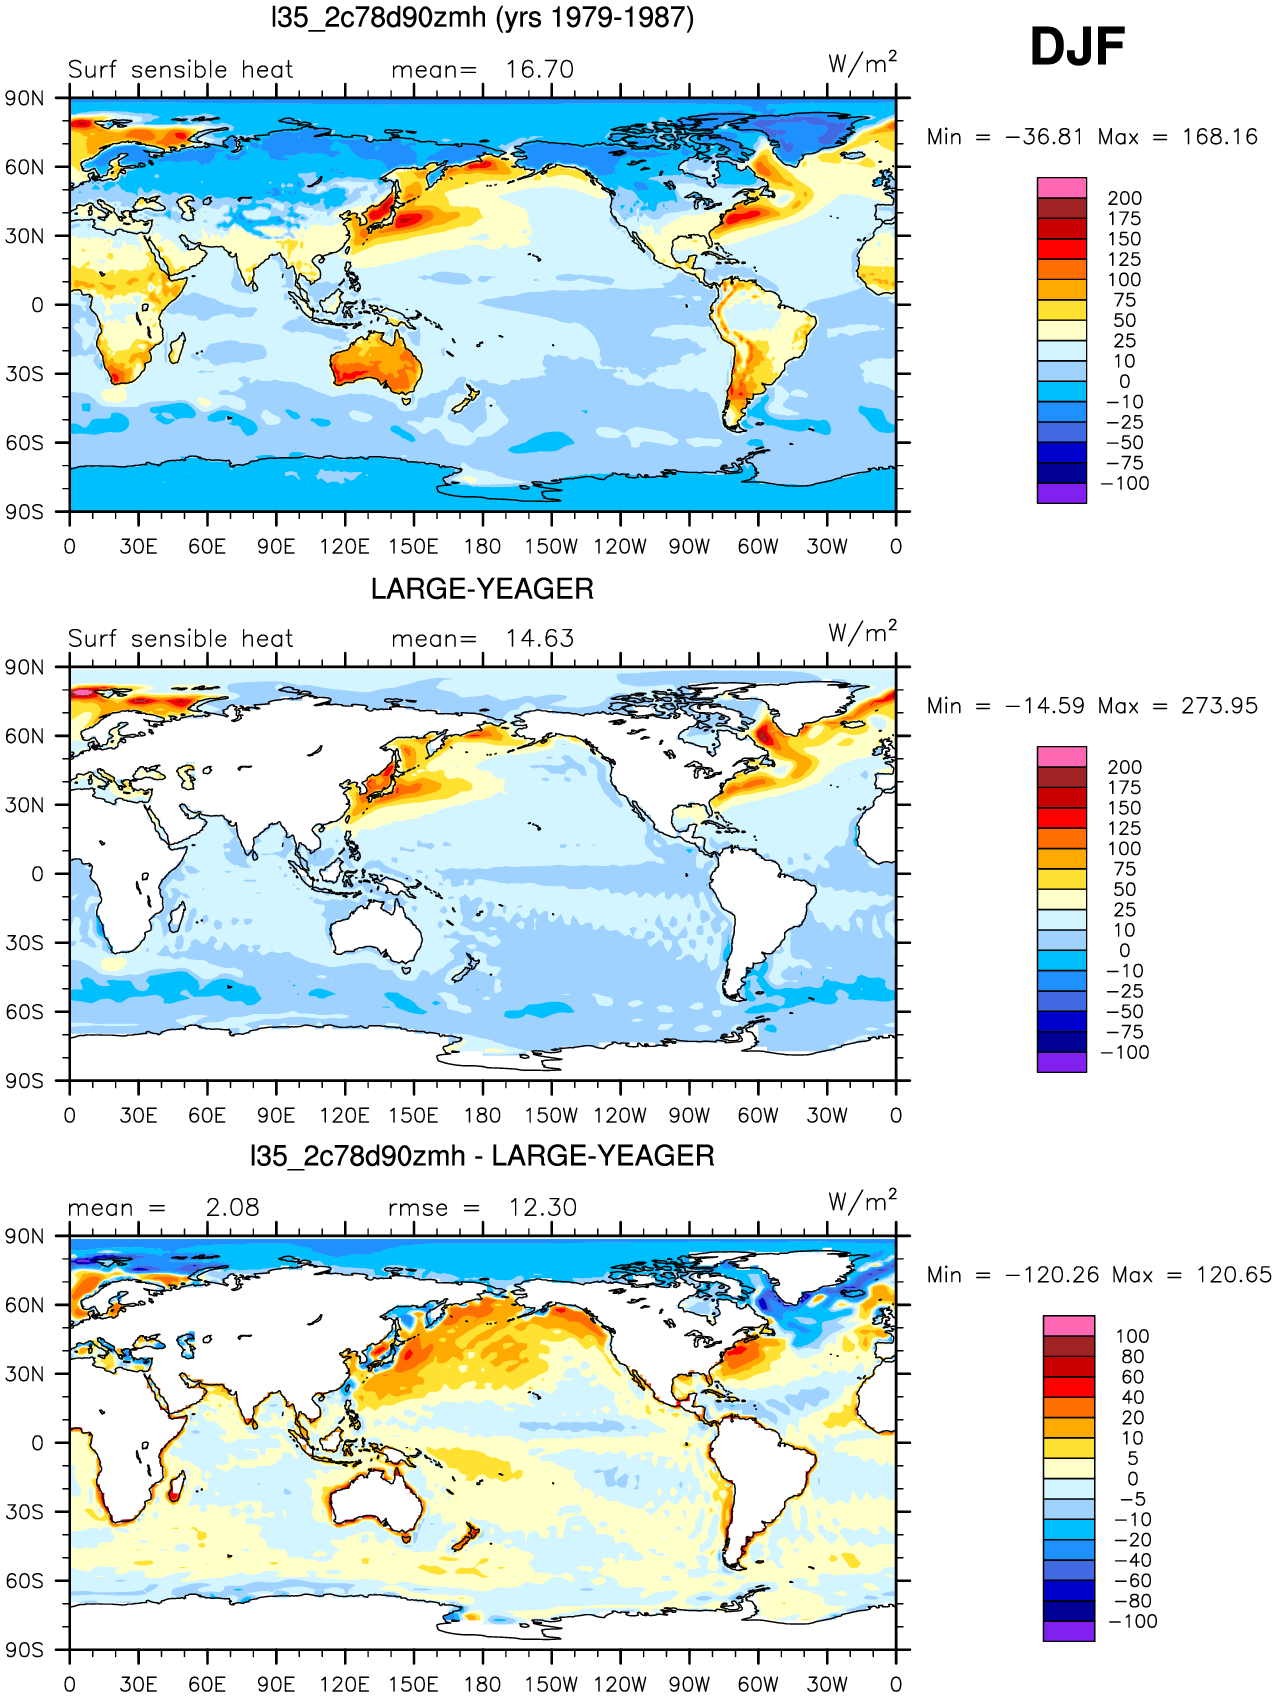 l35_2c78d90zmh (yrs 1979-1987)
DJF
Surf sensible heat mean= 16.70 W/m²
Min = −36.81 Max = 168.16
90N
60N
30N
0
30S
60S
90S
0 30E 60E 90E 120E 150E 180 150W 120W 90W 60W 30W 0
200
175
150
125
100
75
50
25
10
0
−10
−25
−50
−75
−100
LARGE-YEAGER
Surf sensible heat mean= 14.63 W/m²
Min = −14.59 Max = 273.95
90N
60N
30N
0
30S
60S
90S
0 30E 60E 90E 120E 150E 180 150W 120W 90W 60W 30W 0
200
175
150
125
100
75
50
25
10
0
−10
−25
−50
−75
−100
l35_2c78d90zmh - LARGE-YEAGER
mean = 2.08 rmse = 12.30 W/m²
Min = −120.26 Max = 120.65
90N
60N
30N
0
30S
60S
90S
0 30E 60E 90E 120E 150E 180 150W 120W 90W 60W 30W 0
100
80
60
40
20
10
5
0
−5
−10
−20
−40
−60
−80
−100